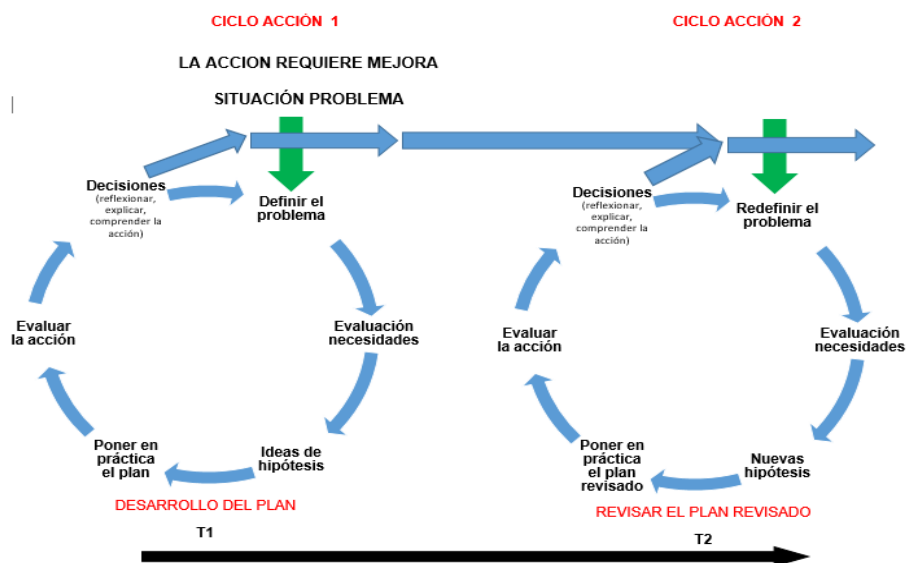 CICLO ACCIÓN 1
CICLO ACCIÓN 2
LA ACCION REQUIERE MEJORA
SITUACIÓN PROBLEMA
Decisiones
(reflexionar,
explicar,
comprender la
acción)
Definir el
problema
Evaluación
necesidades
Ideas de
hipótesis
Poner en
práctica
el plan
Evaluar
la acción
DESARROLLO DEL PLAN
T1
Decisiones
(reflexionar,
explicar,
comprender la
acción)
Redefinir el
problema
Evaluación
necesidades
Nuevas
hipótesis
Poner en
práctica
el plan
revisado
Evaluar
la acción
REVISAR EL PLAN REVISADO
T2